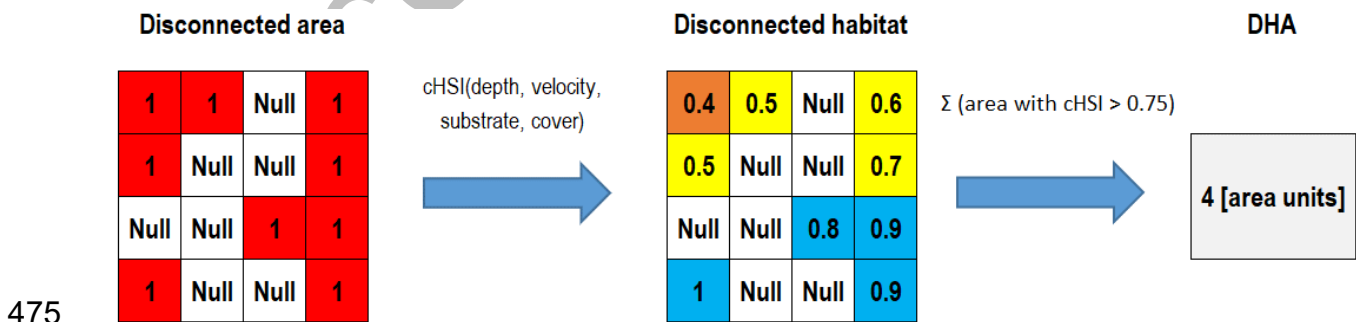 Disconnected area
Disconnected habitat
DHA
1 1 Null 1
1 Null Null 1
Null Null 1 1
1 Null Null 1
cHSI(depth, velocity,
substrate, cover)
0.4 0.5 Null 0.6
0.5 Null Null 0.7
Null Null 0.8 0.9
1 Null Null 0.9
Σ (area with cHSI > 0.75)
4 [area units]
475